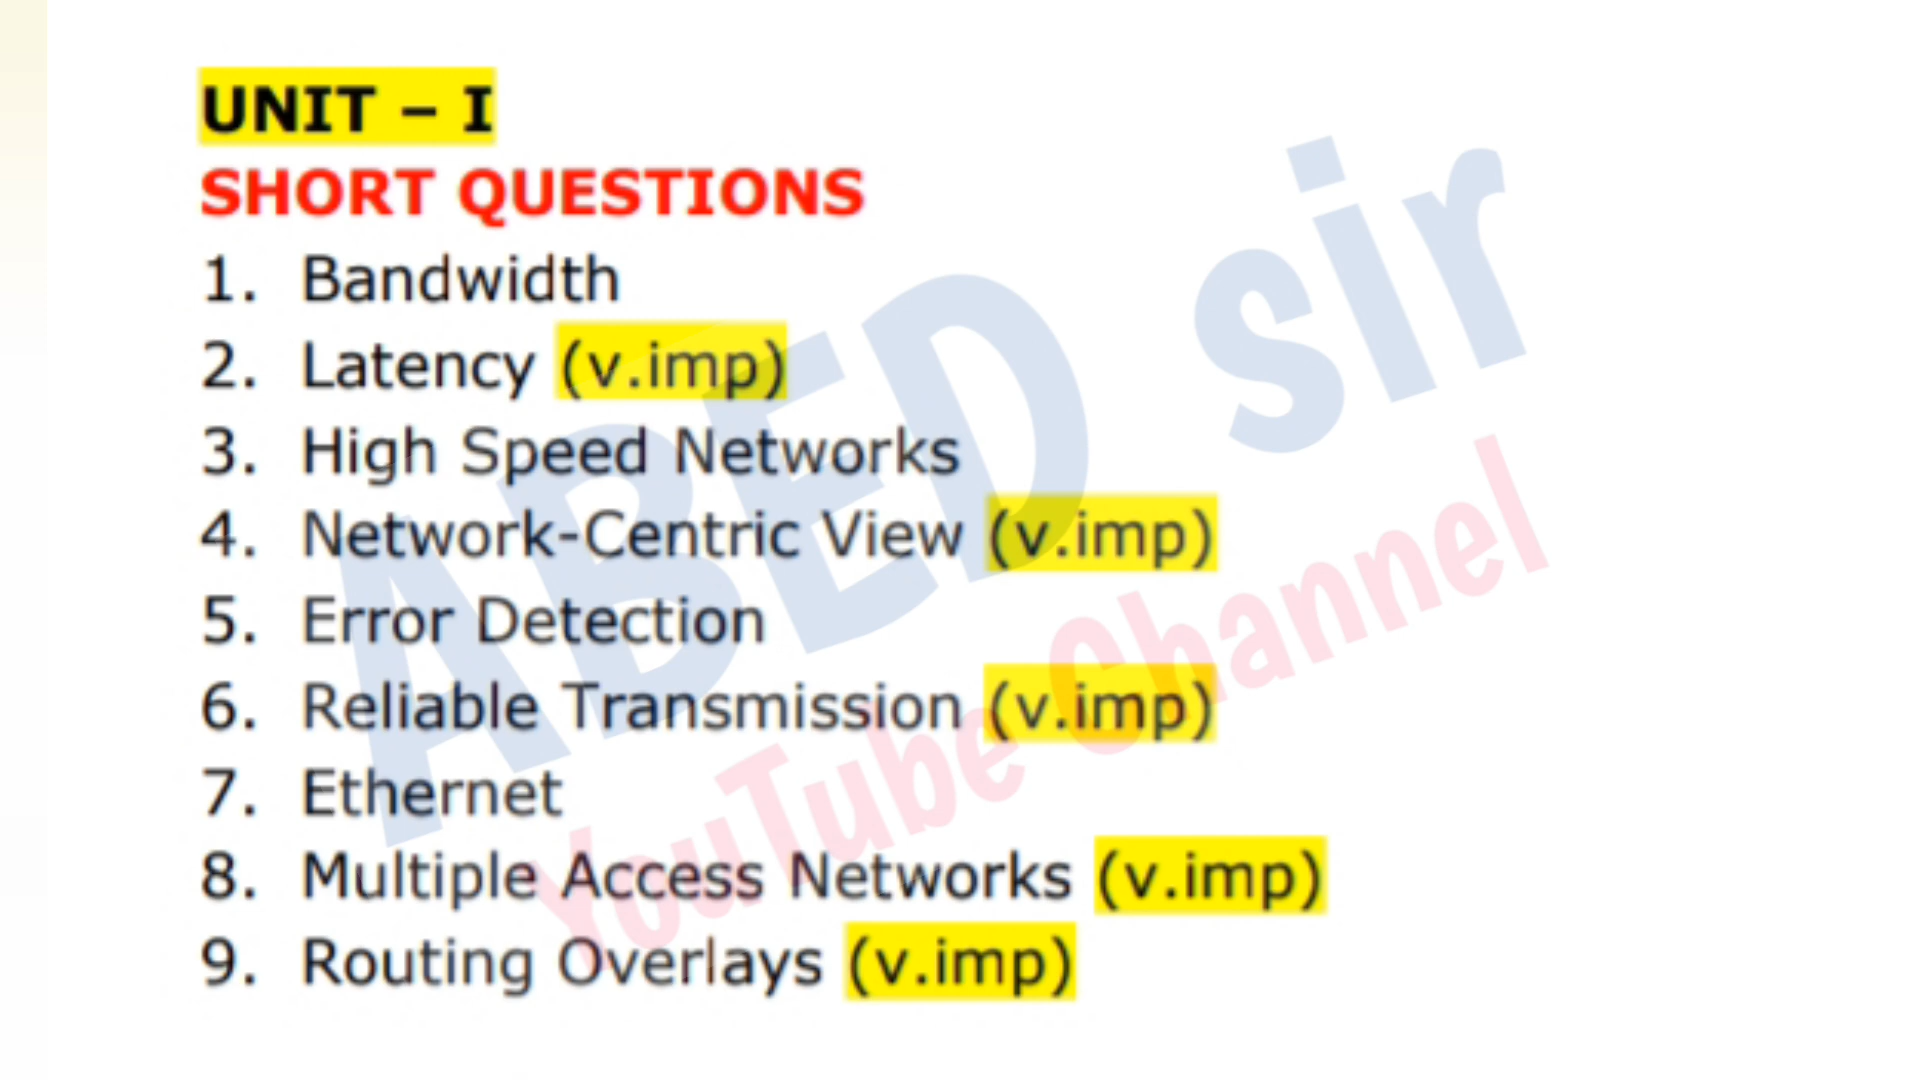 UNIT – I
SHORT QUESTIONS
1. Bandwidth
2. Latency (v.imp)
3. High Speed Networks
4. Network-Centric View (v.imp)
5. Error Detection
6. Reliable Transmission (v.imp)
7. Ethernet
8. Multiple Access Networks (v.imp)
9. Routing Overlays (v.imp)
ABED sir
YouTube Channel